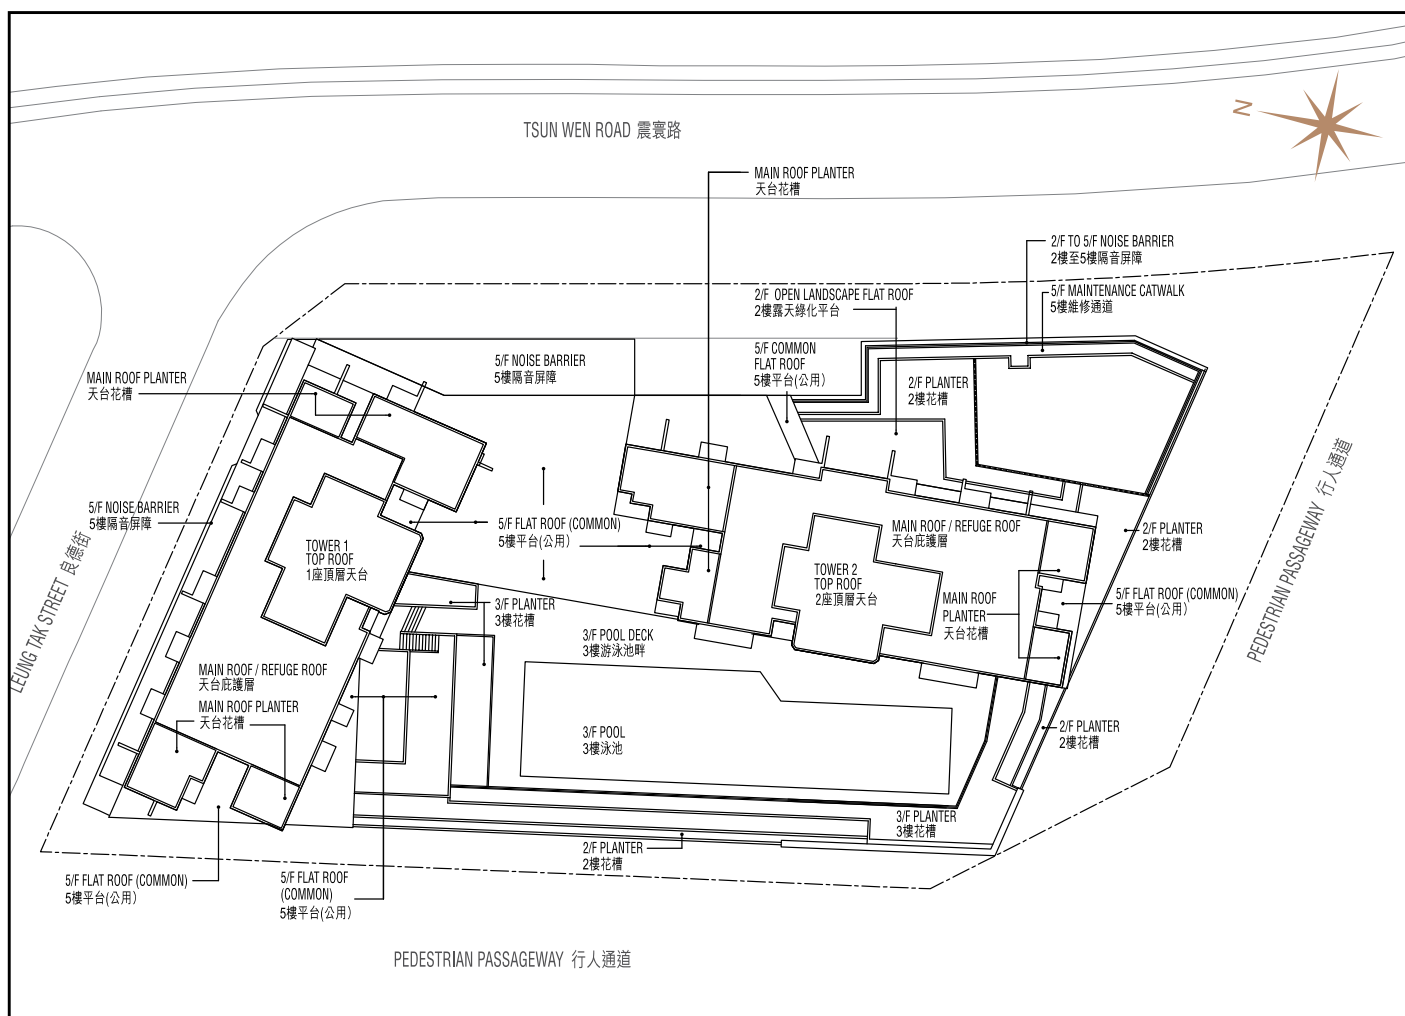 TSUN WEN ROAD 震寰路
N
MAIN ROOF PLANTER
天台花槽
2/F TO 5/F NOISE BARRIER
2樓至5樓隔音屏障
5/F MAINTENANCE CATWALK
5樓維修通道
2/F OPEN LANDSCAPE FLAT ROOF
2樓露天綠化平台
5/F COMMON
FLAT ROOF
5樓平台(公用)
5/F NOISE BARRIER
5樓隔音屏障
MAIN ROOF PLANTER
天台花槽
2/F PLANTER
2樓花槽
5/F NOISE BARRIER
5樓隔音屏障
5/F FLAT ROOF (COMMON)
5樓平台(公用)
MAIN ROOF / REFUGE ROOF
天台庇護層
2/F PLANTER
2樓花槽
PEDESTRIAN PASSAGEWAY 行人通道
LEUNG TAK STREET 良德街
TOWER 1
TOP ROOF
1座頂層天台
TOWER 2
TOP ROOF
2座頂層天台
MAIN ROOF
PLANTER
天台花槽
5/F FLAT ROOF (COMMON)
5樓平台(公用)
3/F PLANTER
3樓花槽
3/F POOL DECK
3樓游泳池畔
MAIN ROOF / REFUGE ROOF
天台庇護層
MAIN ROOF PLANTER
天台花槽
3/F POOL
3樓泳池
2/F PLANTER
2樓花槽
3/F PLANTER
3樓花槽
2/F PLANTER
2樓花槽
5/F FLAT ROOF (COMMON)
5樓平台(公用)
5/F FLAT ROOF
(COMMON)
5樓平台(公用)
PEDESTRIAN PASSAGEWAY 行人通道